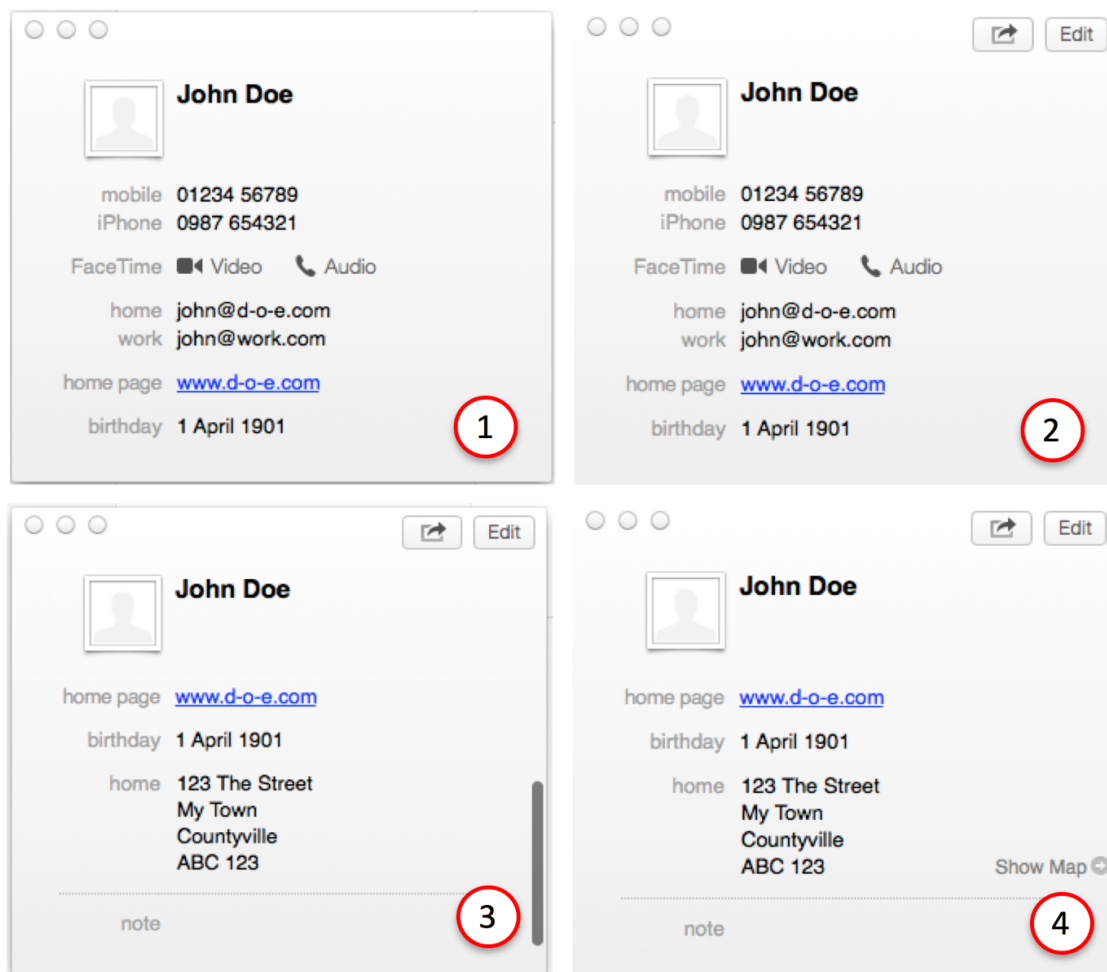 John Doe
mobile 01234 56789
iPhone 0987 654321
FaceTime Video Audio
home john@d-o-e.com
work john@work.com
home page www.d-o-e.com
birthday 1 April 1901
1
Edit
John Doe
mobile 01234 56789
iPhone 0987 654321
FaceTime Video Audio
home john@d-o-e.com
work john@work.com
home page www.d-o-e.com
birthday 1 April 1901
2
Edit
John Doe
home page www.d-o-e.com
birthday 1 April 1901
home 123 The Street
My Town
Countyville
ABC 123
note
3
Edit
John Doe
home page www.d-o-e.com
birthday 1 April 1901
home 123 The Street
My Town
Countyville
ABC 123 Show Map
note
4